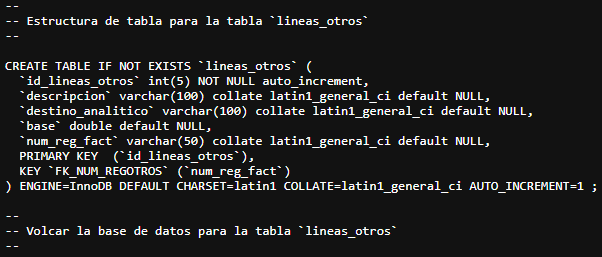 --
-- Estructura de tabla para la tabla `lineas_otros`
--
CREATE TABLE IF NOT EXISTS `lineas_otros` (
  `id_lineas_otros` int(5) NOT NULL auto_increment,
  `descripcion` varchar(100) collate latin1_general_ci default NULL,
  `destino_analitico` varchar(100) collate latin1_general_ci default NULL,
  `base` double default NULL,
  `num_reg_fact` varchar(50) collate latin1_general_ci default NULL,
  PRIMARY KEY  (`id_lineas_otros`),
  KEY `FK_NUM_REGOTROS` (`num_reg_fact`)
) ENGINE=InnoDB DEFAULT CHARSET=latin1 COLLATE=latin1_general_ci AUTO_INCREMENT=1 ;
--
-- Volcar la base de datos para la tabla `lineas_otros`
--